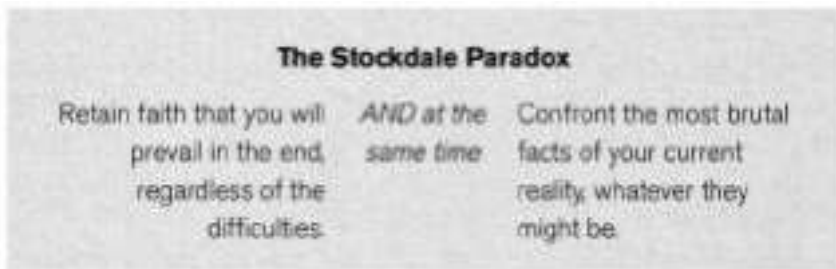 The Stockdale Paradox
Retain faith that you will AND at the Confront the most brutal
prevail in the end, same time facts of your current
regardless of the reality, whatever they
difficulties. might be.